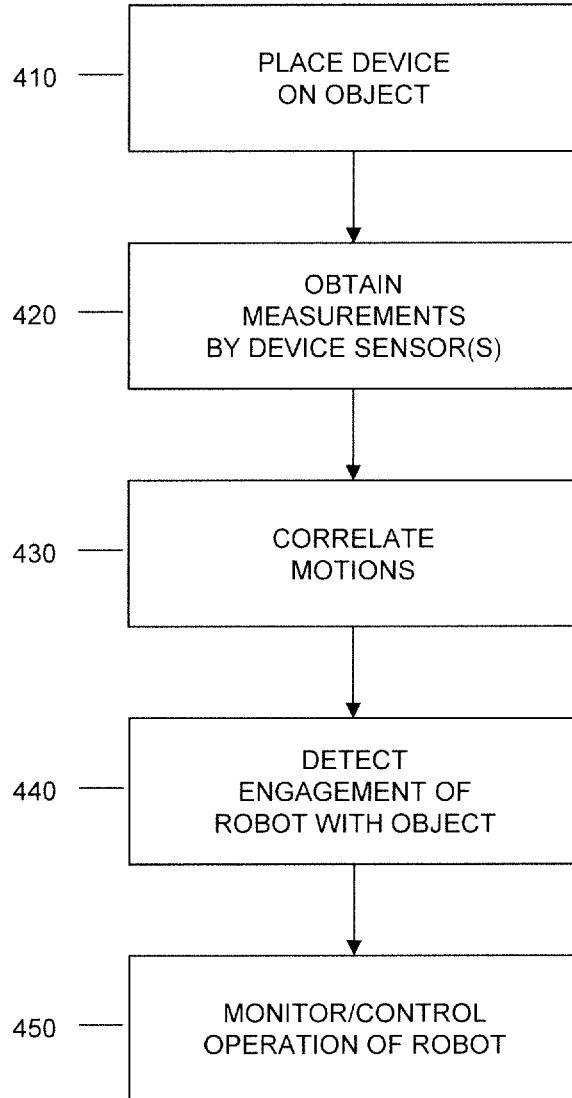 410
PLACE DEVICE
ON OBJECT
420
OBTAIN
MEASUREMENTS
BY DEVICE SENSOR(S)
430
CORRELATE
MOTIONS
440
DETECT
ENGAGEMENT OF
ROBOT WITH OBJECT
450
MONITOR/CONTROL
OPERATION OF ROBOT